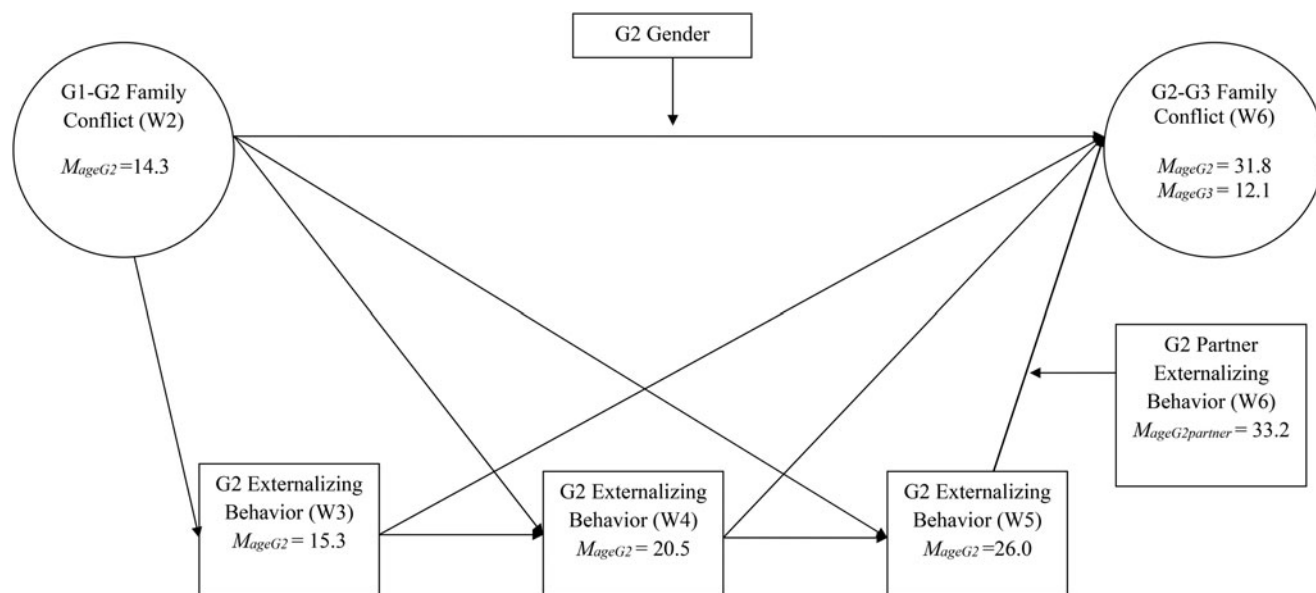 G2 Gender
G1-G2 Family
Conflict (W2)
MageG2 =14.3
G2-G3 Family
Conflict (W6)
MageG2 = 31.8
MageG3 = 12.1
G2 Partner
Externalizing
Behavior (W6)
MageG2partner = 33.2
G2 Externalizing
Behavior (W3)
MageG2 = 15.3
G2 Externalizing
Behavior (W4)
MageG2 = 20.5
G2 Externalizing
Behavior (W5)
MageG2 =26.0